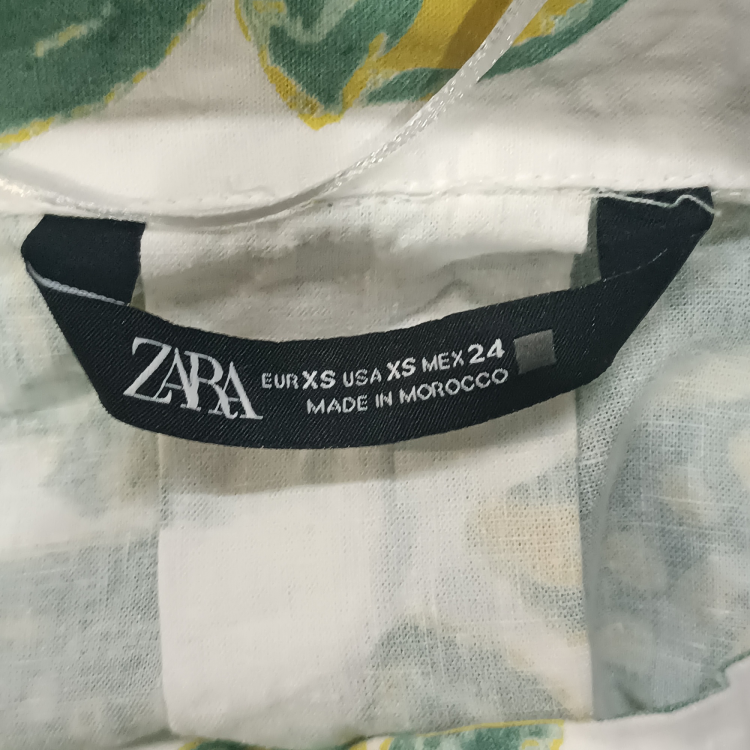 ZARA
EUR XS USA XS MEX 24
MADE IN MOROCCO